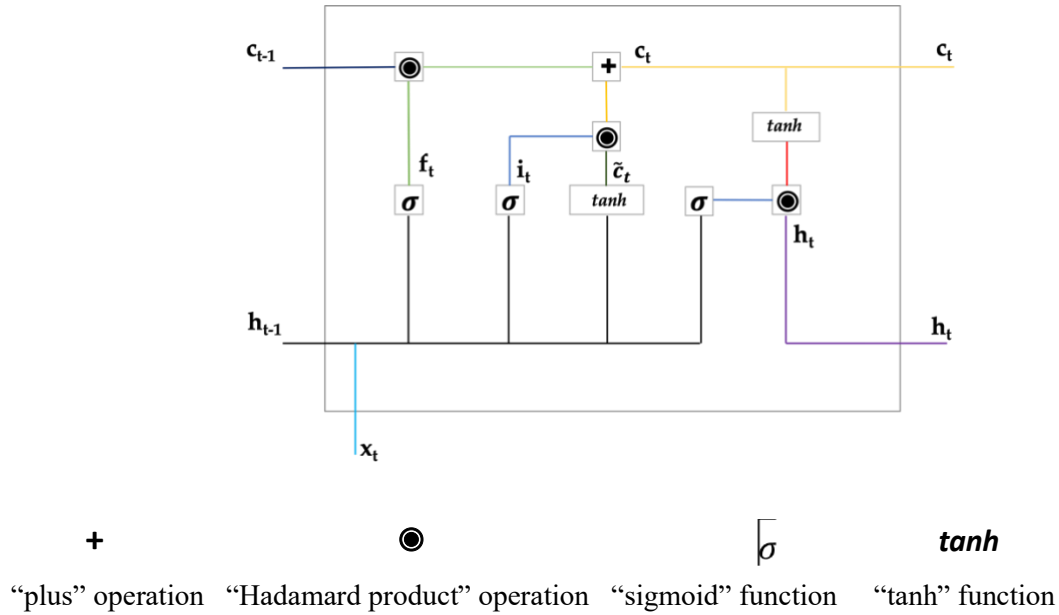 cₜ₋₁ cₜ cₜ
+
tanh
fₜ iₜ c̃ₜ
σ σ tanh σ
hₜ
hₜ₋₁ hₜ
xₜ
+ ◉ σ tanh
“plus” operation “Hadamard product” operation “sigmoid” function “tanh” function